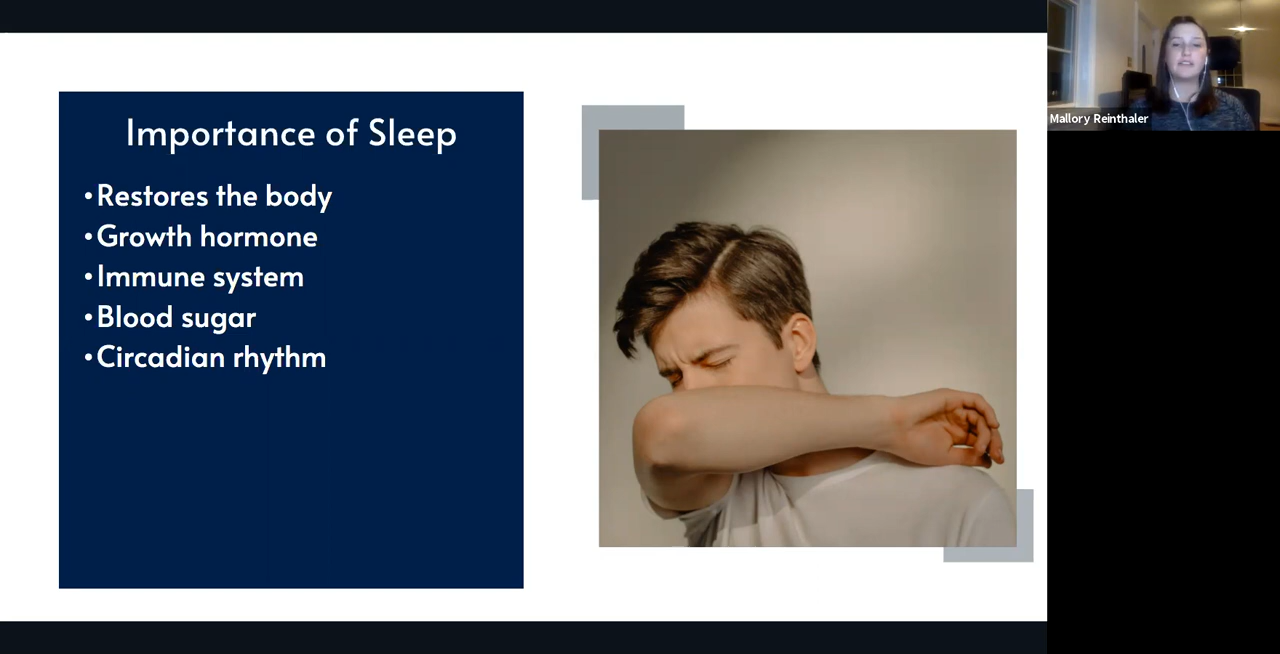 Importance of Sleep
•Restores the body
•Growth hormone
•Immune system
•Blood sugar
•Circadian rhythm
Mallory Reinthaler